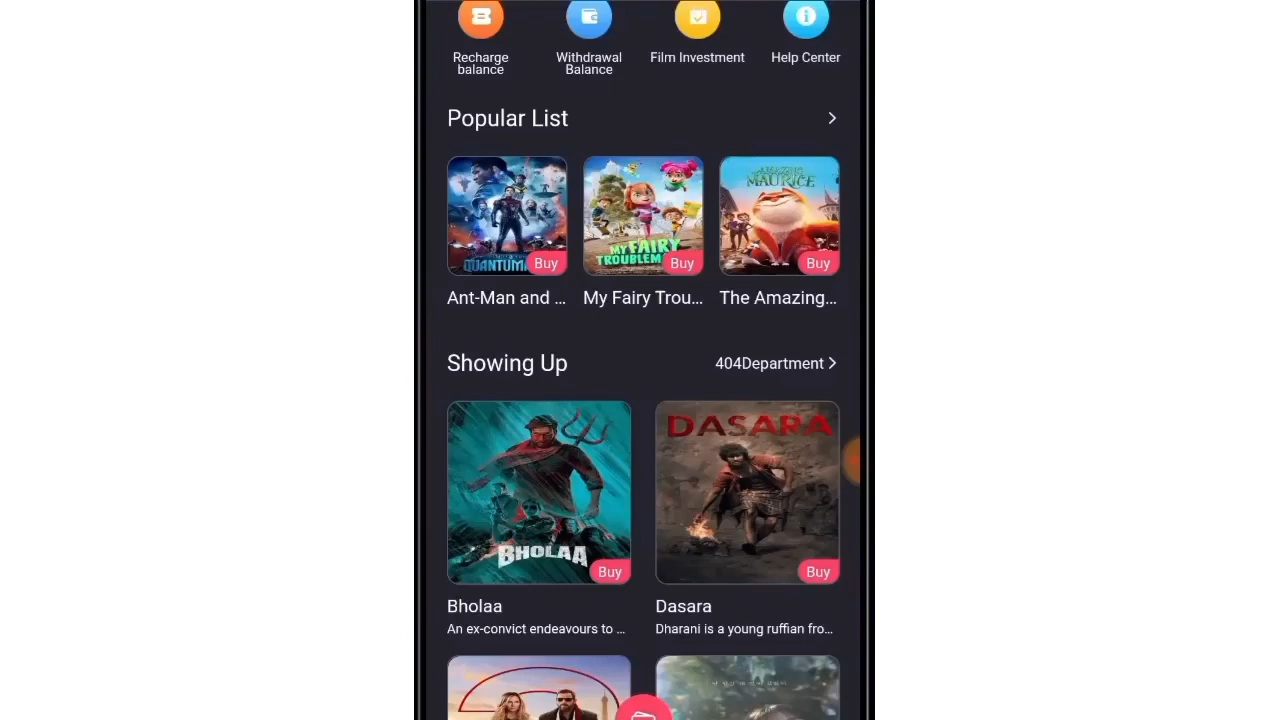 Recharge
balance
Withdrawal
Balance
Film Investment
Help Center
Popular List
AMAZING
MAURICE
QUANTUM
MY FAIRY
TROUBLEM
Buy
Buy
Buy
Ant-Man and ...
My Fairy Trou...
The Amazing...
Showing Up
404Department
DASARA
BHOLAA
Buy
Buy
Bholaa
Dasara
An ex-convict endeavours to ...
Dharani is a young ruffian fro...